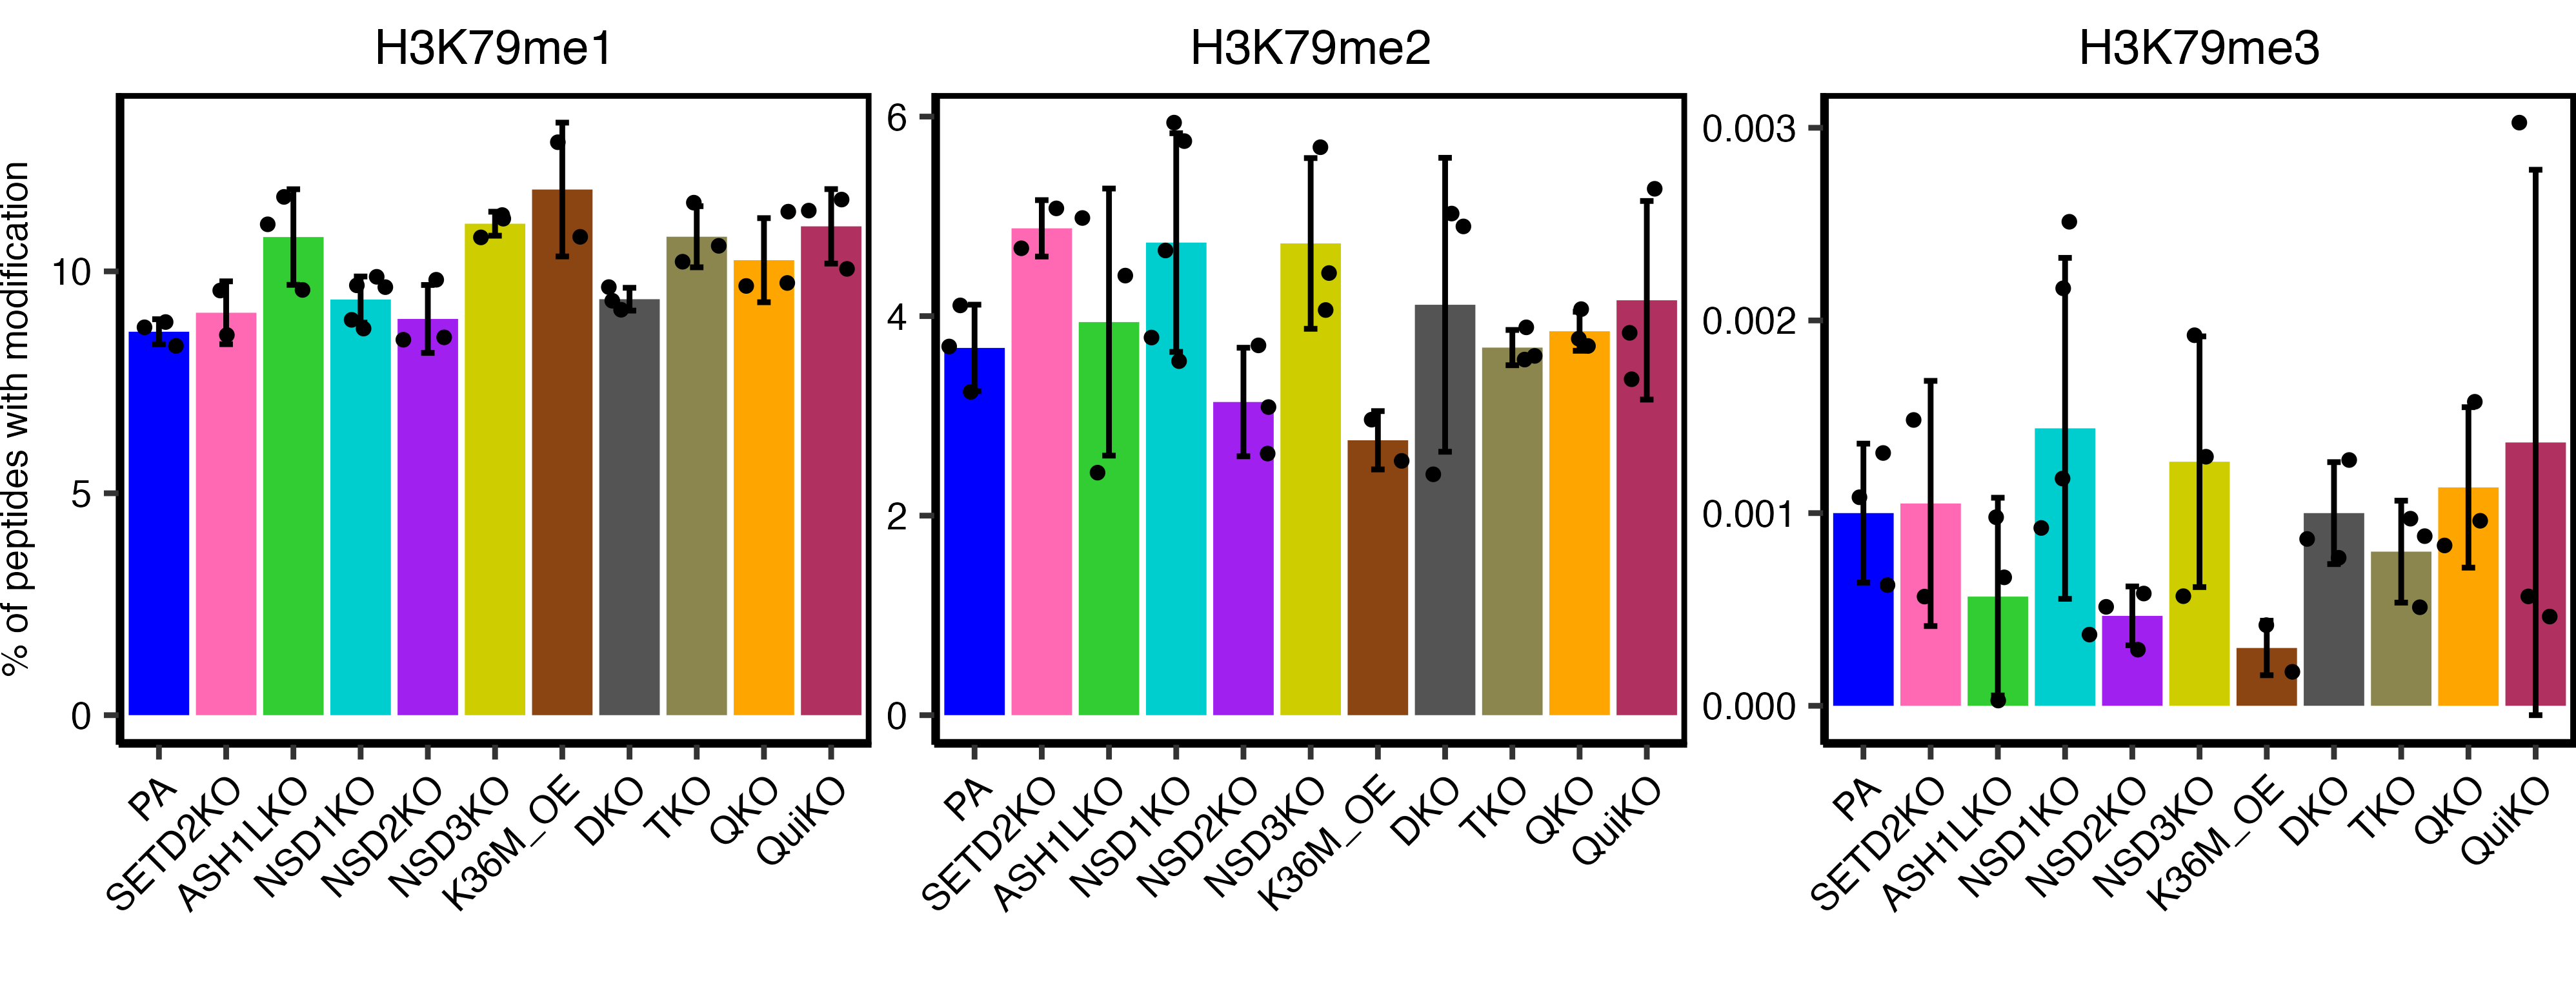 H3K79me1
H3K79me2
H3K79me3
% of peptides with modification
10
5
0
6
4
2
0
0.003
0.002
0.001
0.000
PA
SETD2KO
ASH1LKO
NSD1KO
NSD2KO
NSD3KO
K36M_OE
DKO
TKO
QKO
QuiKO
PA
SETD2KO
ASH1LKO
NSD1KO
NSD2KO
NSD3KO
K36M_OE
DKO
TKO
QKO
QuiKO
PA
SETD2KO
ASH1LKO
NSD1KO
NSD2KO
NSD3KO
K36M_OE
DKO
TKO
QKO
QuiKO